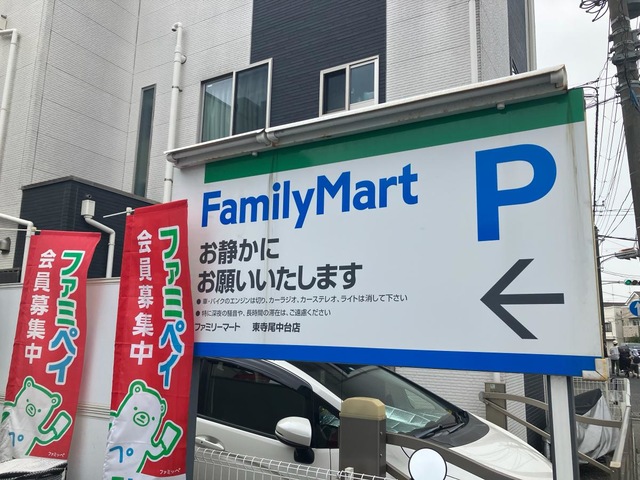 FamilyMart
P
お静かに
お願いいたします
● 車・バイクのエンジンは切り、カーラジオ、カーステレオ、ライトは消して下さい
● 特に深夜の騒音や、長時間の滞在は、ご遠慮ください
ファミリーマート 東寺尾中台店
ファミペイ
会員募集中
ファミペイ
会員募集中
ファミペイ